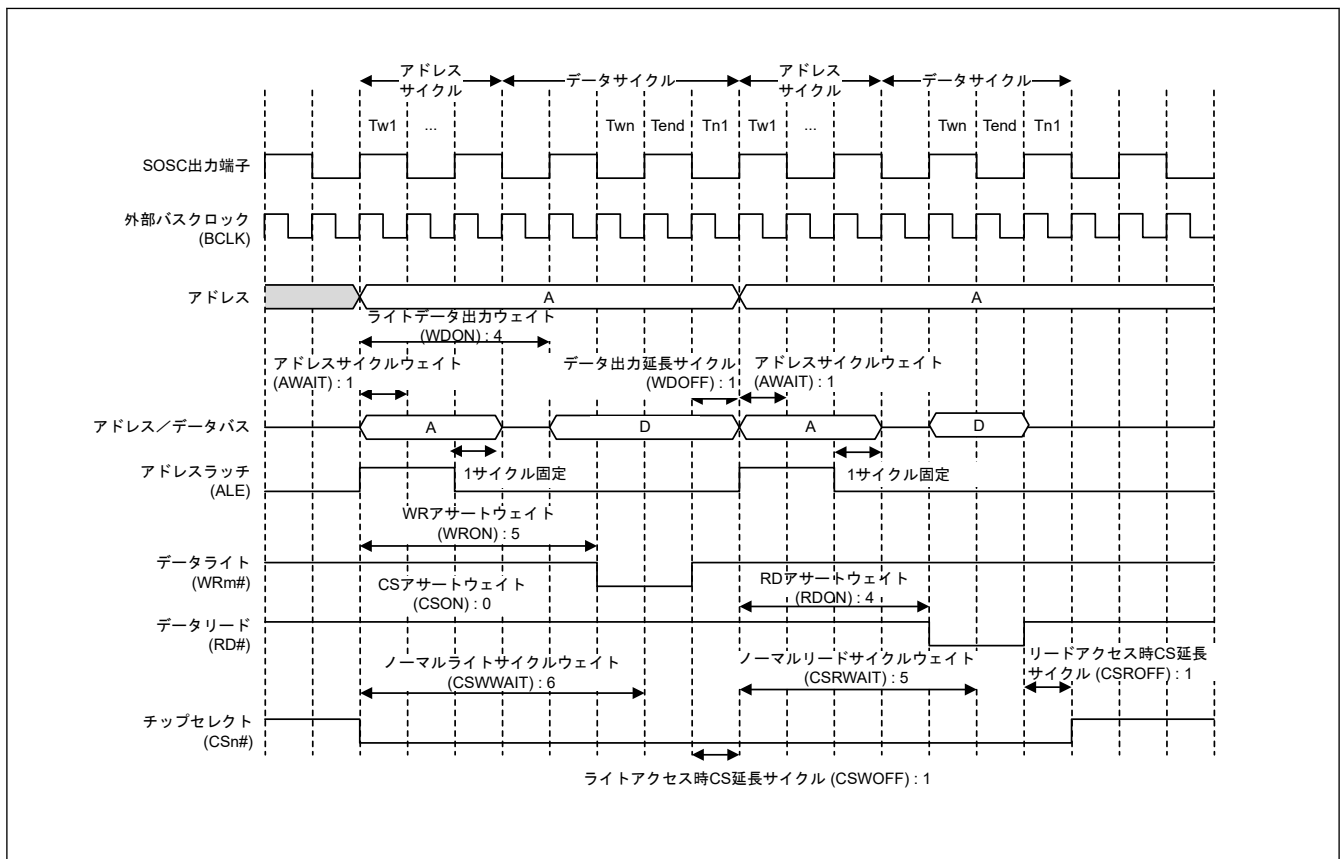 アドレス
サイクル
データサイクル
アドレス
サイクル
データサイクル
Tw1 ... Twn Tend Tn1 Tw1 ... Twn Tend Tn1
SOSC出力端子
外部バスクロック
(BCLK)
アドレス
A
A
ライトデータ出力ウェイト
(WDON) : 4
アドレスサイクルウェイト
(AWAIT) : 1
データ出力延長サイクル
(WDOFF) : 1
アドレスサイクルウェイト
(AWAIT) : 1
アドレス／データバス
A
D
A
D
アドレスラッチ
(ALE)
1サイクル固定
1サイクル固定
WRアサートウェイト
(WRON) : 5
データライト
(WRm#)
CSアサートウェイト
(CSON) : 0
RDアサートウェイト
(RDON) : 4
データリード
(RD#)
ノーマルライトサイクルウェイト
(CSWWAIT) : 6
ノーマルリードサイクルウェイト
(CSRWAIT) : 5
リードアクセス時CS延長
サイクル (CSROFF) : 1
チップセレクト
(CSn#)
ライトアクセス時CS延長サイクル (CSWOFF) : 1